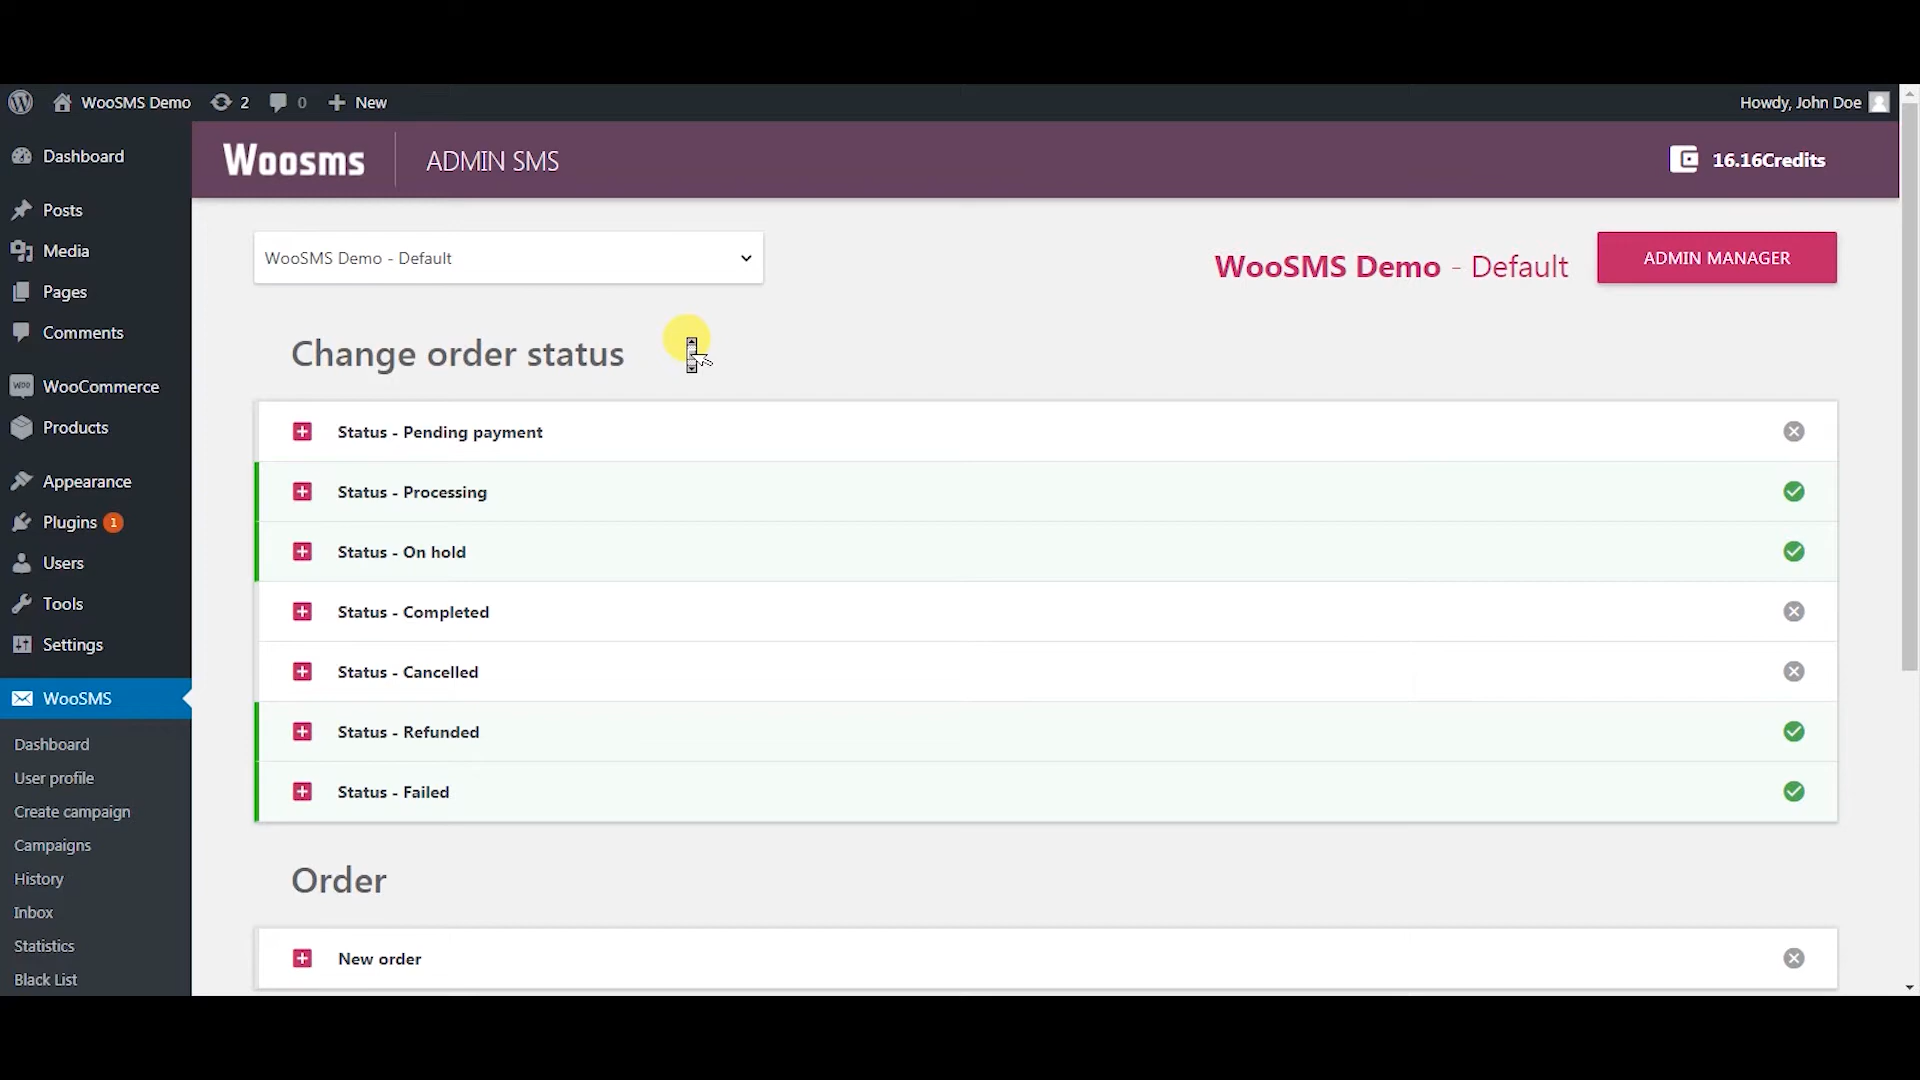 WooSMS Demo 2 0 New Howdy, John Doe
Dashboard
Posts
Media
Pages
Comments
WOO WooCommerce
Products
Appearance
Plugins 1
Users
Tools
Settings
WooSMS
Dashboard
User profile
Create campaign
Campaigns
History
Inbox
Statistics
Black List
Woosms ADMIN SMS 16.16Credits
WooSMS Demo - Default
WooSMS Demo - Default
ADMIN MANAGER
Change order status
Status - Pending payment
Status - Processing
Status - On hold
Status - Completed
Status - Cancelled
Status - Refunded
Status - Failed
Order
New order